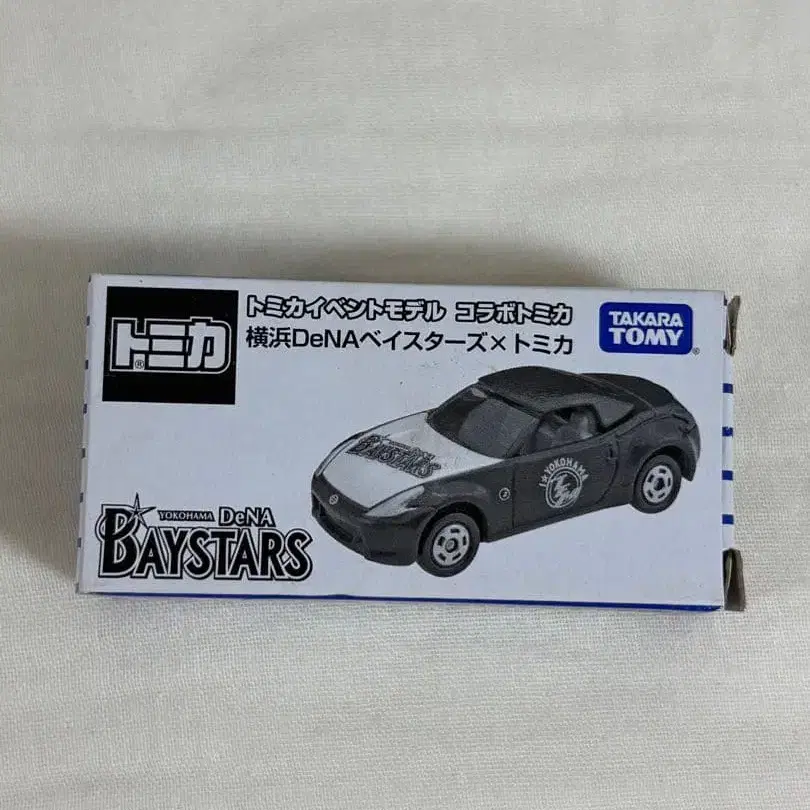 トミカ
トミカイベントモデル コラボトミカ
横浜DeNAベイスターズ×トミカ
TAKARA
TOMY
BAYSTARS
I☆YOKOHAMA
YOKOHAMA DeNA
BAYSTARS